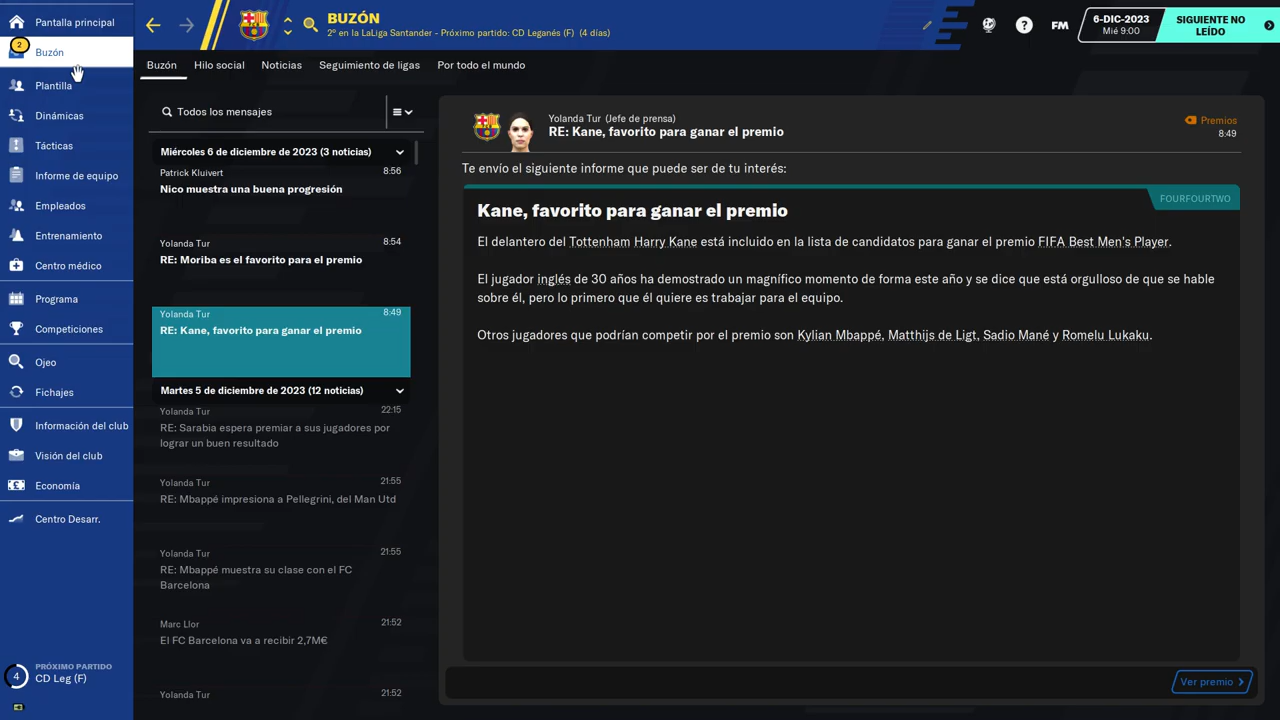 Pantalla principal
2
Buzón
Plantilla
Dinámicas
Tácticas
Informe de equipo
Empleados
Entrenamiento
Centro médico
Programa
Competiciones
Ojeo
Fichajes
Información del club
Visión del club
Economía
Centro Desarr.
4
PRÓXIMO PARTIDO
CD Leg (F)
BUZÓN
2º en la LaLiga Santander - Próximo partido: CD Leganés (F) (4 días)
?
FM
6-DIC-2023
Mié 9:00
SIGUIENTE NO
LEÍDO
Buzón
Hilo social
Noticias
Seguimiento de ligas
Por todo el mundo
Todos los mensajes
Miércoles 6 de diciembre de 2023 (3 noticias)
Patrick Kluivert 8:56
Nico muestra una buena progresión
Yolanda Tur 8:54
RE: Moriba es el favorito para el premio
Yolanda Tur 8:49
RE: Kane, favorito para ganar el premio
Martes 5 de diciembre de 2023 (12 noticias)
Yolanda Tur 22:15
RE: Sarabia espera premiar a sus jugadores por
lograr un buen resultado
Yolanda Tur 21:55
RE: Mbappé impresiona a Pellegrini, del Man Utd
Yolanda Tur 21:55
RE: Mbappé muestra su clase con el FC
Barcelona
Marc Llor 21:52
El FC Barcelona va a recibir 2,7M€
Yolanda Tur 21:52
Yolanda Tur (Jefe de prensa)
RE: Kane, favorito para ganar el premio
Premios
8:49
Te envío el siguiente informe que puede ser de tu interés:
FOURFOURTWO
Kane, favorito para ganar el premio
El delantero del Tottenham Harry Kane está incluido en la lista de candidatos para ganar el premio FIFA Best Men's Player.
El jugador inglés de 30 años ha demostrado un magnífico momento de forma este año y se dice que está orgulloso de que se hable
sobre él, pero lo primero que él quiere es trabajar para el equipo.
Otros jugadores que podrían competir por el premio son Kylian Mbappé, Matthijs de Ligt, Sadio Mané y Romelu Lukaku.
Ver premio